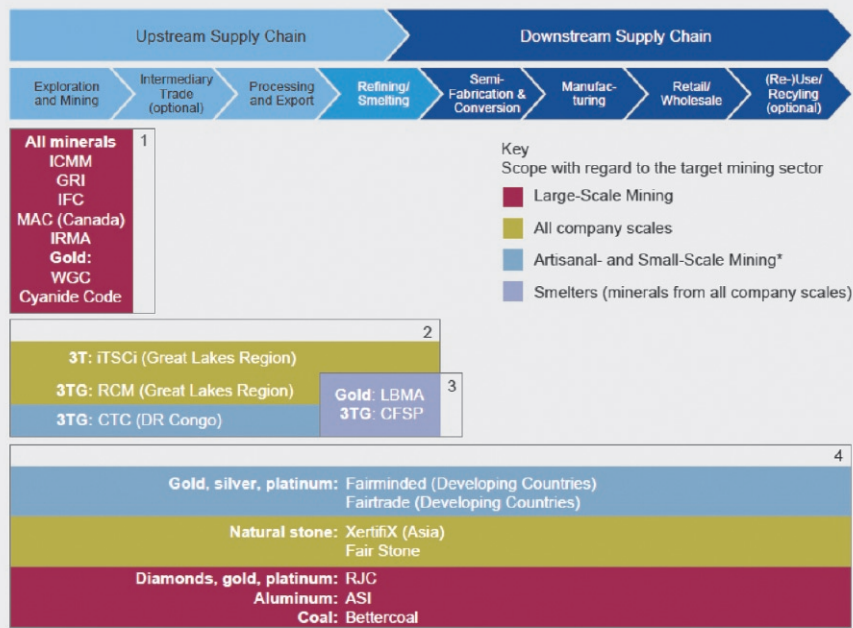 Upstream Supply Chain
Downstream Supply Chain
Exploration
and Mining
Intermediary
Trade
(optional)
Processing
and Export
Refining/
Smelting
Semi-
Fabrication &
Conversion
Manufac-
turing
Retail/
Wholesale
(Re-)Use/
Recyling
(optional)
All minerals
ICMM
GRI
IFC
MAC (Canada)
IRMA
Gold:
WGC
Cyanide Code
1
Key
Scope with regard to the target mining sector
Large-Scale Mining
All company scales
Artisanal- and Small-Scale Mining*
Smelters (minerals from all company scales)
2
3T: iTSCi (Great Lakes Region)
3TG: RCM (Great Lakes Region)
3TG: CTC (DR Congo)
3
Gold: LBMA
3TG: CFSP
4
Gold, silver, platinum: Fairminded (Developing Countries)
Fairtrade (Developing Countries)
Natural stone: XertifiX (Asia)
Fair Stone
Diamonds, gold, platinum: RJC
Aluminum: ASI
Coal: Bettercoal